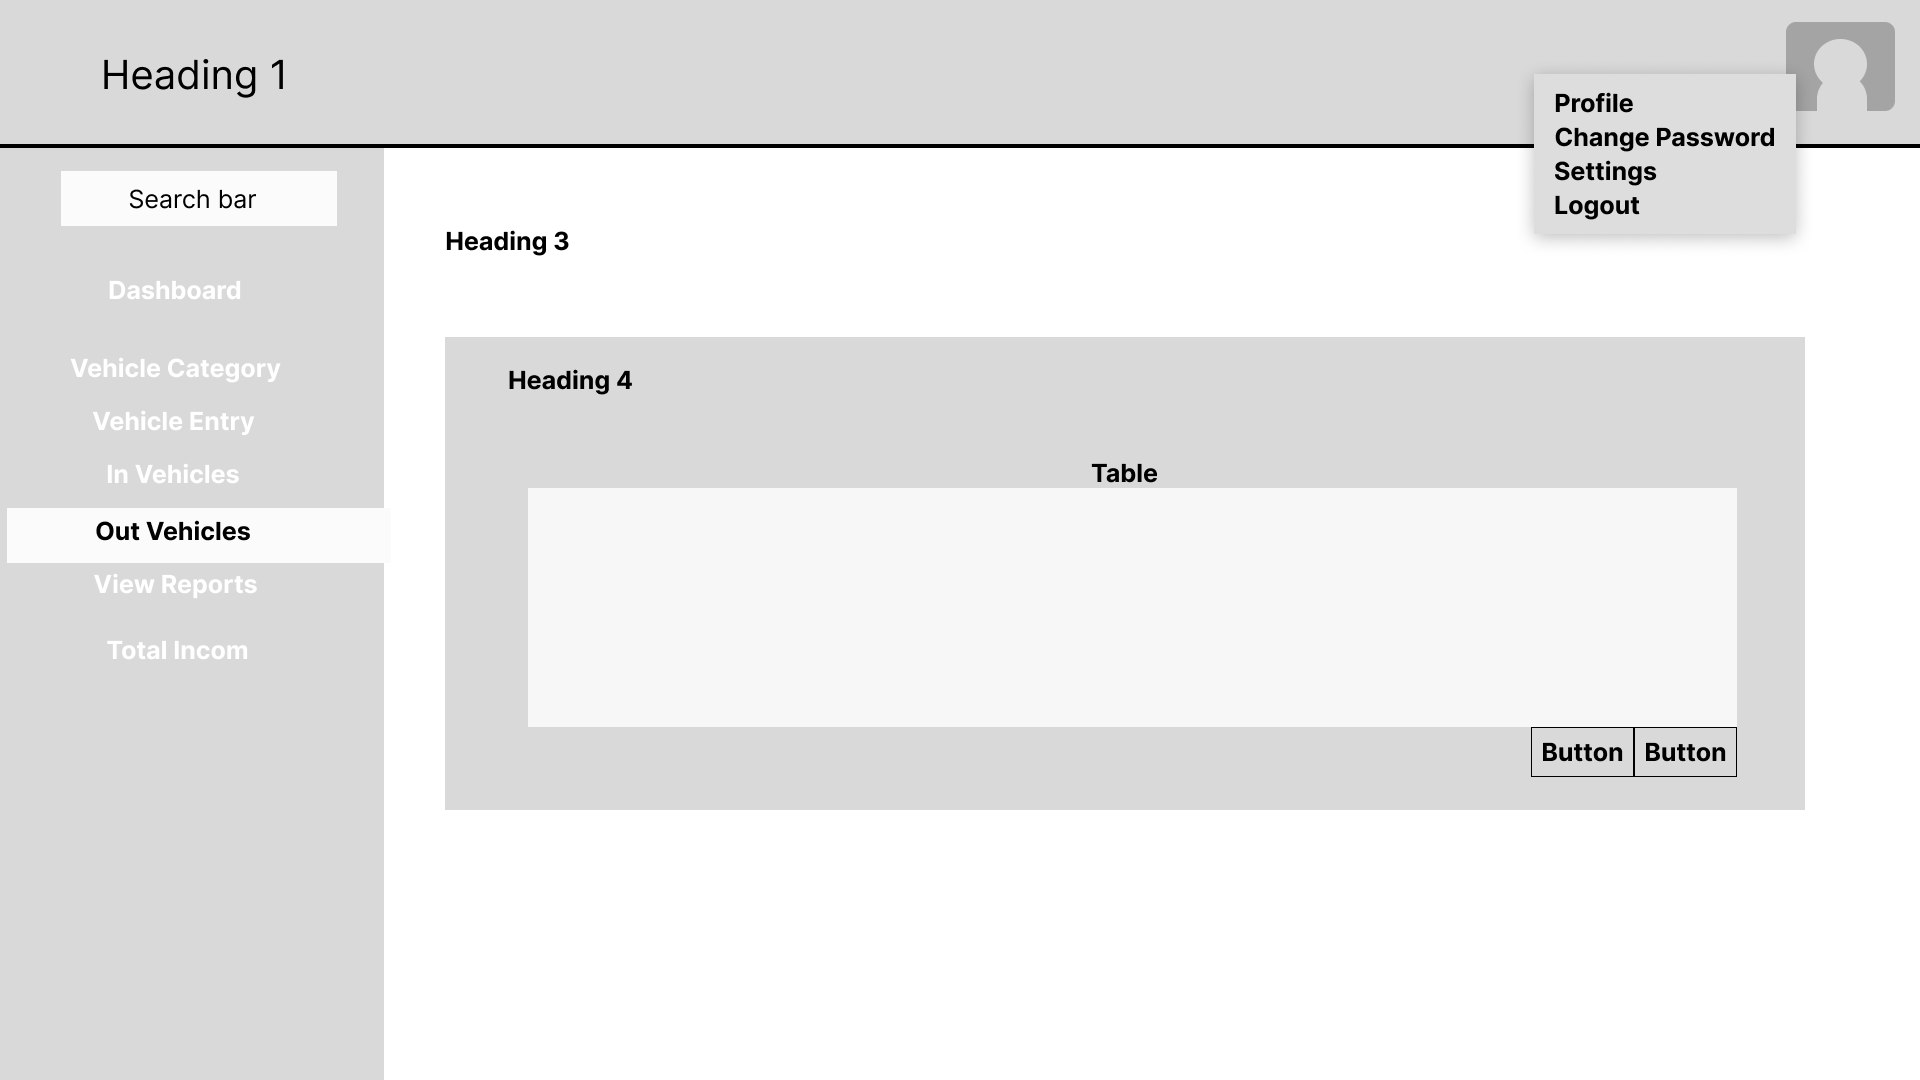 Heading 1
Profile
Change Password
Settings
Logout
Search bar
Dashboard
Vehicle Category
Vehicle Entry
In Vehicles
Out Vehicles
View Reports
Total Incom
Heading 3
Heading 4
Table
Button Button